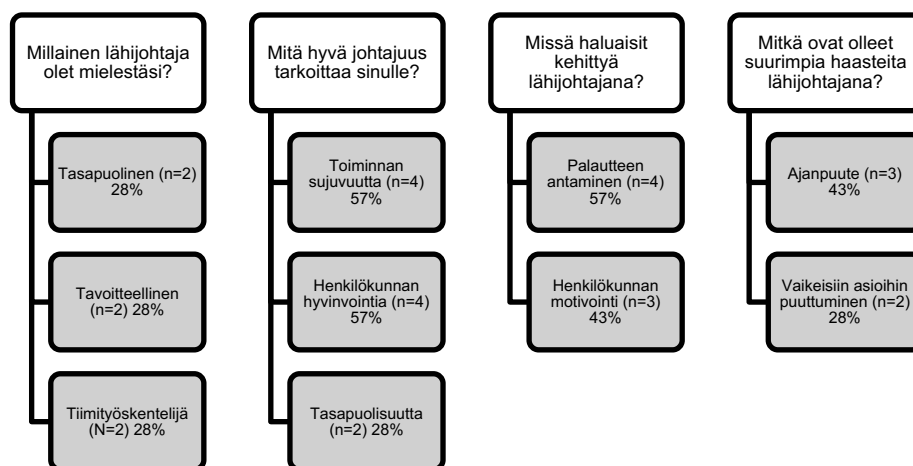 Millainen lähijohtaja
olet mielestäsi?
Tasapuolinen (n=2)
28%
Tavoitteellinen
(n=2) 28%
Tiimityöskentelijä
(N=2) 28%
Mitä hyvä johtajuus
tarkoittaa sinulle?
Toiminnan
sujuvuutta (n=4)
57%
Henkilökunnan
hyvinvointia (n=4)
57%
Tasapuolisuutta
(n=2) 28%
Missä haluaisit
kehittyä
lähijohtajana?
Palautteen
antaminen (n=4)
57%
Henkilökunnan
motivointi (n=3)
43%
Mitkä ovat olleet
suurimpia haasteita
lähijohtajana?
Ajanpuute (n=3)
43%
Vaikeisiin asioihin
puuttuminen (n=2)
28%